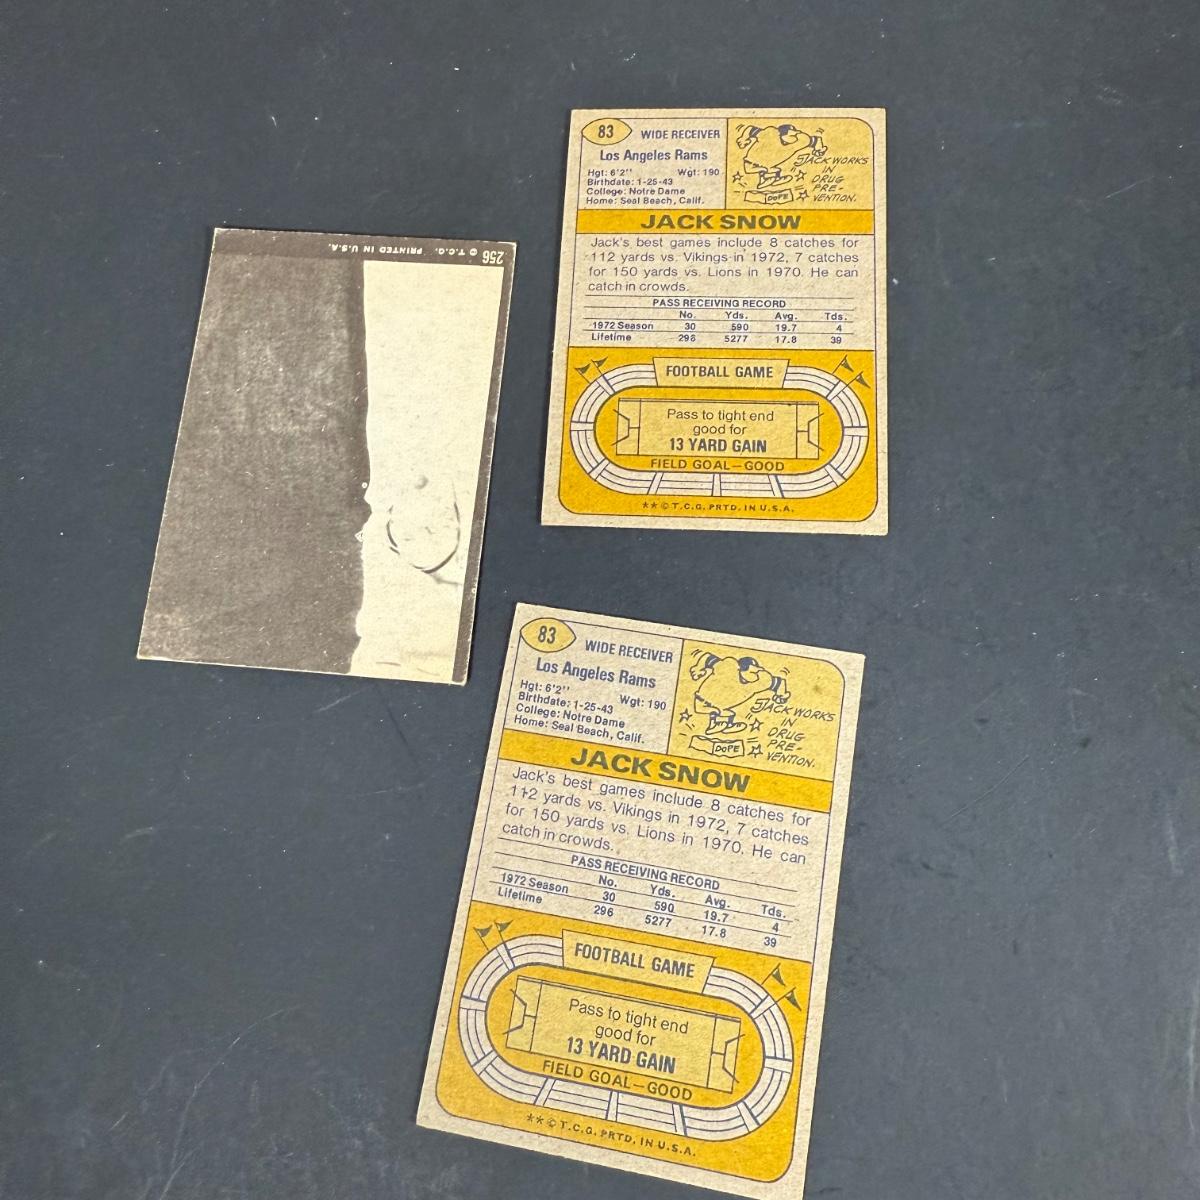 256 © T.C.G. PRINTED IN U.S.A.
83 WIDE RECEIVER
Los Angeles Rams
Hgt: 6'2" Wgt: 190
Birthdate: 1-25-43
College: Notre Dame
Home: Seal Beach, Calif.
JACK WORKS
IN
DRUG
PRE-
VENTION.
DOPE
JACK SNOW
Jack's best games include 8 catches for
112 yards vs. Vikings in 1972, 7 catches
for 150 yards vs. Lions in 1970. He can
catch in crowds.
PASS RECEIVING RECORD
No. Yds. Avg. Tds.
1972 Season 30 590 19.7 4
Lifetime 296 5277 17.8 39
FOOTBALL GAME
Pass to tight end
good for
13 YARD GAIN
FIELD GOAL—GOOD
** © T.C.G. PRTD. IN U.S.A.
83 WIDE RECEIVER
Los Angeles Rams
Hgt: 6'2" Wgt: 190
Birthdate: 1-25-43
College: Notre Dame
Home: Seal Beach, Calif.
JACK WORKS
IN
DRUG
PRE-
VENTION.
DOPE
JACK SNOW
Jack's best games include 8 catches for
112 yards vs. Vikings in 1972, 7 catches
for 150 yards vs. Lions in 1970. He can
catch in crowds.
PASS RECEIVING RECORD
No. Yds. Avg. Tds.
1972 Season 30 590 19.7 4
Lifetime 296 5277 17.8 39
FOOTBALL GAME
Pass to tight end
good for
13 YARD GAIN
FIELD GOAL—GOOD
** © T.C.G. PRTD. IN U.S.A.